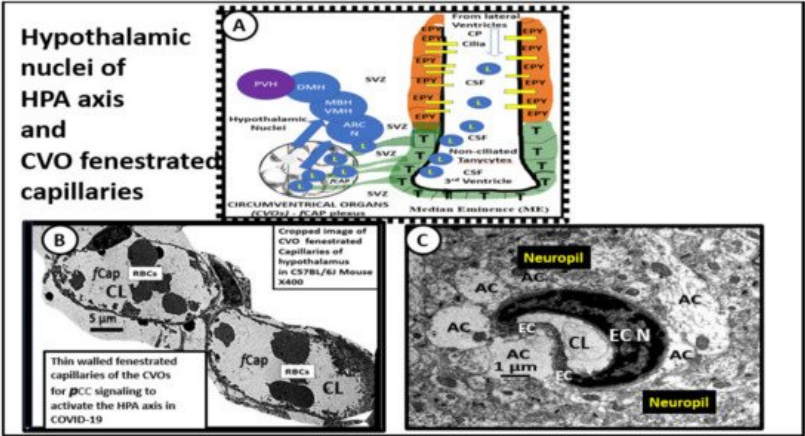 Hypothalamic
nuclei of
HPA axis
and
CVO fenestrated
capillaries
A
From lateral
Ventricles
CP
Cilia
EPY
EPY
EPY
EPY
EPY
EPY
EPY
EPY
EPY
EPY
EPY
EPY
L
CSF
L
L
CSF
L
Non-ciliated
Tanycytes
L
CSF
3rd Ventricle
T
T
T
T
T
T
T
T
Median Eminence (ME)
PVH
DMH
MBH
VMH
ARC
N
Hypothalamic
Nuclei
SVZ
SVZ
SVZ
SVZ
L
L
L
L
L
fCAP
CIRCUMVENTRICAL ORGANS
(CVOs) - fCAP plexus
B
Cropped image of
CVO fenestrated
Capillaries of
hypothalamus
in C57BL/6J Mouse
X400
fCap
RBCs
CL
5 µm
fCap
RBCs
CL
Thin walled fenestrated
capillaries of the CVOs
for pCC signaling to
activate the HPA axis in
COVID-19
C
Neuropil
AC
AC
AC
AC
EC
EC N
CL
AC
AC
1 µm
EC
Neuropil